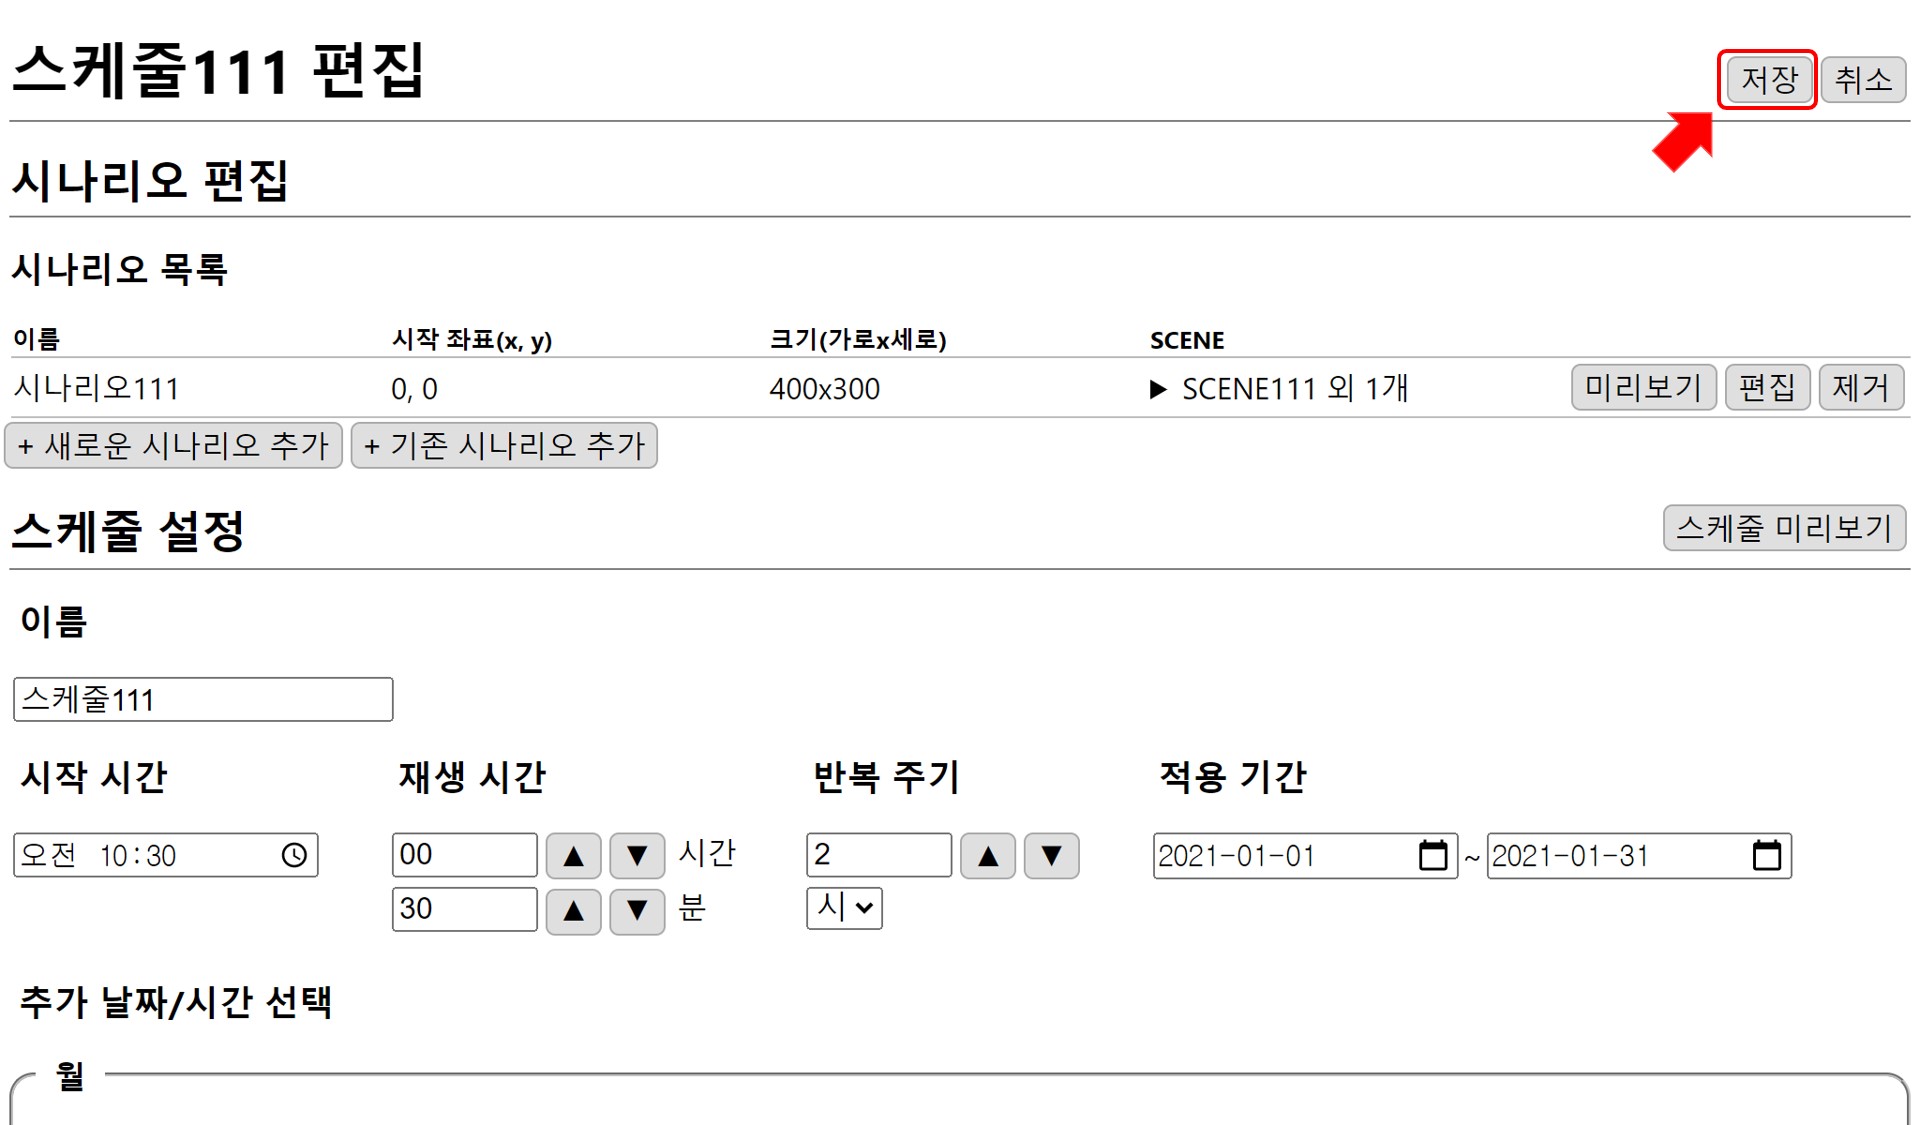 스케줄111 편집
저장 취소
시나리오 편집
시나리오 목록
이름 시작 좌표(x, y) 크기(가로x세로) SCENE
시나리오111 0, 0 400x300 ▶ SCENE111 외 1개 미리보기 편집 제거
+ 새로운 시나리오 추가 + 기존 시나리오 추가
스케줄 설정 스케줄 미리보기
이름
스케줄111
시작 시간 재생 시간 반복 주기 적용 기간
오전 10:30 00 ▲ ▼ 시간 2 ▲ ▼ 2021-01-01 ~ 2021-01-31
30 ▲ ▼ 분 시
추가 날짜/시간 선택
월